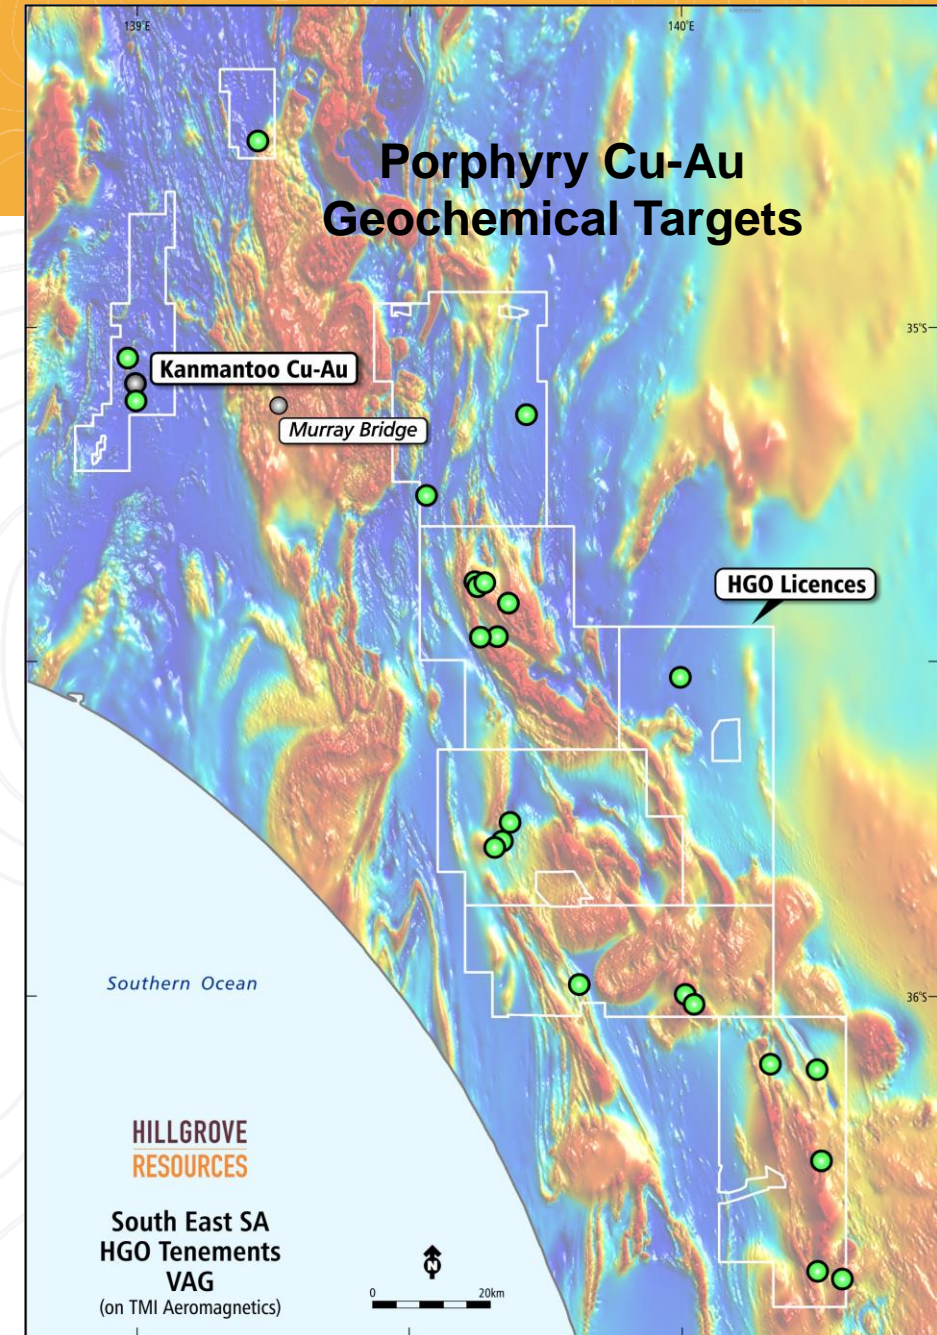 139°E
140°E
Porphyry Cu-Au
Geochemical Targets
35°S
Kanmantoo Cu-Au
Murray Bridge
HGO Licences
Southern Ocean
36°S
HILLGROVE
RESOURCES
South East SA
HGO Tenements
VAG
(on TMI Aeromagnetics)
N
0 20km